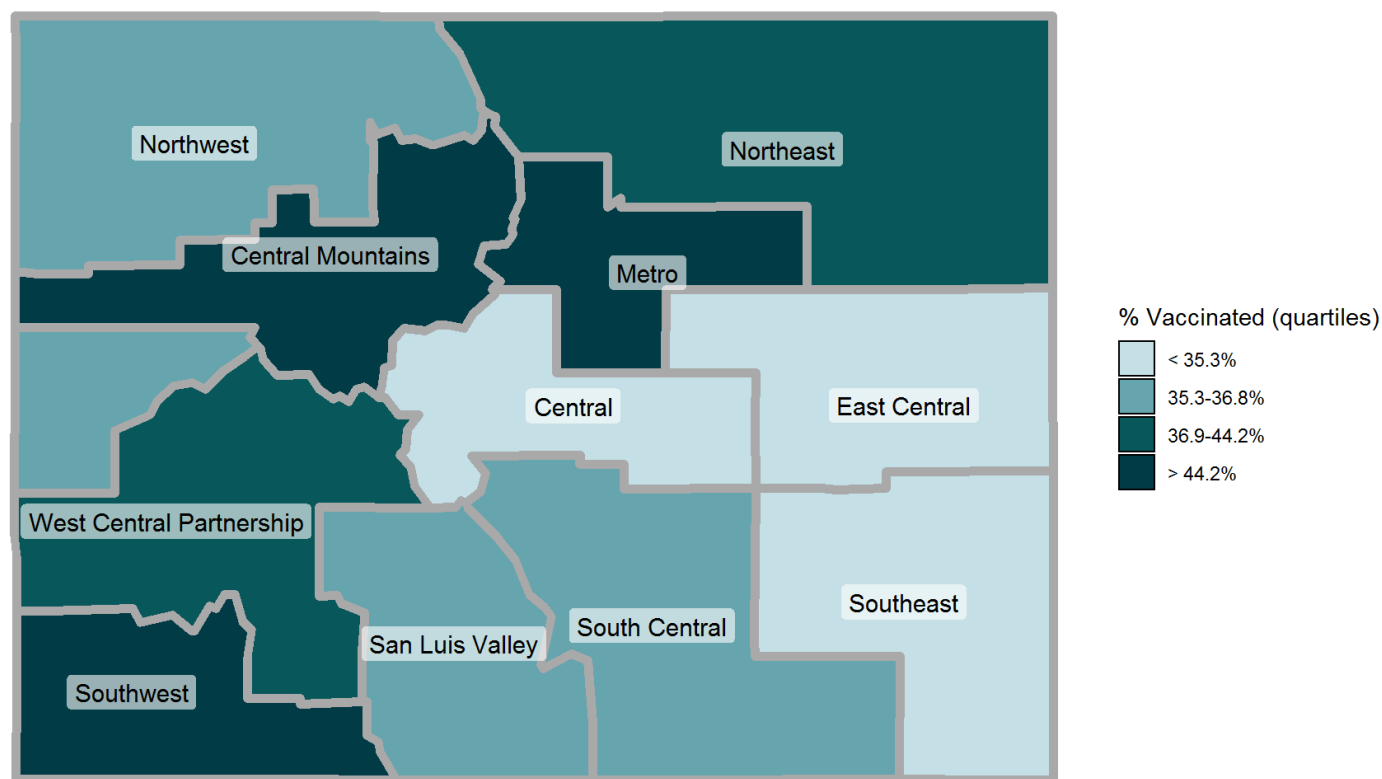 Northwest
Northeast
Central Mountains
Metro
% Vaccinated (quartiles)
< 35.3%
35.3-36.8%
36.9-44.2%
> 44.2%
Central
East Central
West Central Partnership
Southeast
South Central
San Luis Valley
Southwest